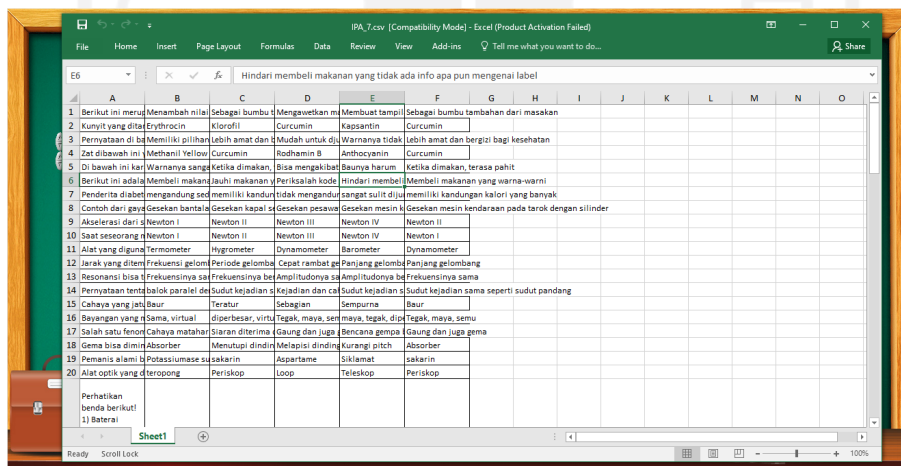 IPA_7.csv [Compatibility Mode] - Excel (Product Activation Failed)
File Home Insert Page Layout Formulas Data Review View Add-ins Tell me what you want to do... Share
E6 fx Hindari membeli makanan yang tidak ada info apa pun mengenai label
A B C D E F G H I J K L M N O
1 Berikut ini merup Menambah nilai Sebagai bumbu t Mengawetkan ma Membuat tampil Sebagai bumbu tambahan dari masakan
2 Kunyit yang ditar Erythrocin Klorofil Curcumin Kapsantin Curcumin
3 Pernyataan di ba Memiliki pilihan Lebih amat dan b Mudah untuk dju Warnanya tidak Lebih amat dan bergizi bagi kesehatan
4 Zat dibawah ini y Methanil Yellow Curcumin Rodhamin B Anthocyanin Curcumin
5 Di bawah ini kar Warnanya sanga Ketika dimakan, Bisa mengakibat Baunya harum Ketika dimakan, terasa pahit
6 Berikut ini adala Membeli makana Jauhi makanan y Periksalah kode Hindari membeli Membeli makanan yang warna-warni
7 Penderita diabet mengandung sed memiliki kandun tidak mengandur sangat sulit diju memiliki kandungan kalori yang banyak
8 Contoh dari gaya Gesekan bantala Gesekan kapal se Gesekan pesawa Gesekan mesin k Gesekan mesin kendaraan pada tarok dengan silinder
9 Akselerasi dari s Newton I Newton II Newton III Newton IV Newton II
10 Saat seseorang n Newton I Newton II Newton III Newton IV Newton I
11 Alat yang diguna Termometer Hygrometer Dynamometer Barometer Dynamometer
12 Jarak yang ditem Frekuensi geloml Periode gelomba Cepat rambat ge Panjang gelomba Panjang gelombang
13 Resonansi bisa t Frekuensinya sar Frekuensinya ber Amplitudonya sa Amplitudonya be Frekuensinya sama
14 Pernyataan tenta balok paralel der Sudut kejadian s Kejadian dan cah Sudut kejadian s Sudut kejadian sama seperti sudut pandang
15 Cahaya yang jatu Baur Teratur Sebagian Sempurna Baur
16 Bayangan yang n Sama, virtual diperbesar, virtu Tegak, maya, sem maya, tegak, dipe Tegak, maya, semu
17 Salah satu fenom Cahaya matahar Siaran diterima Gaung dan juga g Bencana gempa Gaung dan juga gema
18 Gema bisa dimin Absorber Menutupi dindin Melapisi dinding Kurangi pitch Absorber
19 Pemanis alami b Potassiumase su sakarin Aspartame Siklamat sakarin
20 Alat optik yang d teropong Periskop Loop Teleskop Periskop
Perhatikan
benda berikut!
1) Baterai
Sheet1
Ready Scroll Lock 100%